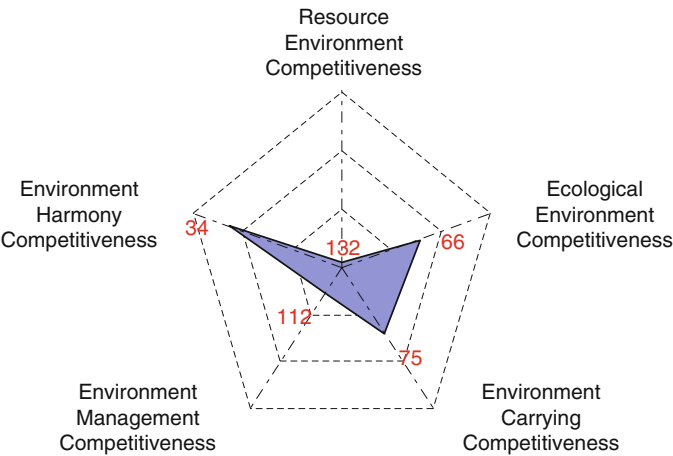 Resource
Environment
Competitiveness
Environment
Harmony
Competitiveness
34
132
Ecological
Environment
Competitiveness
66
112
75
Environment
Management
Competitiveness
Environment
Carrying
Competitiveness